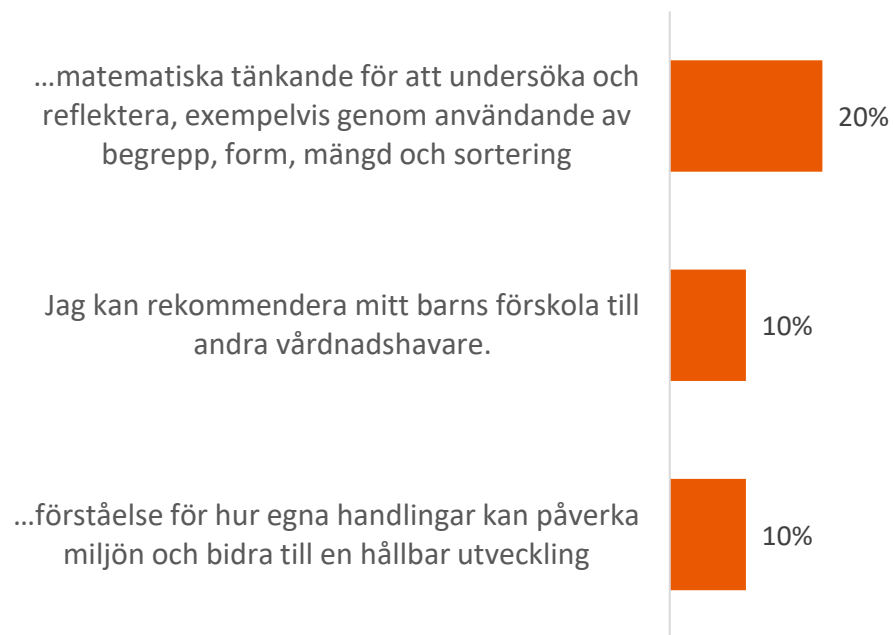 ...matematiska tänkande för att undersöka och
reflektera, exempelvis genom användande av
begrepp, form, mängd och sortering
20%
Jag kan rekommendera mitt barns förskola till
andra vårdnadshavare.
10%
...förståelse för hur egna handlingar kan påverka
miljön och bidra till en hållbar utveckling
10%